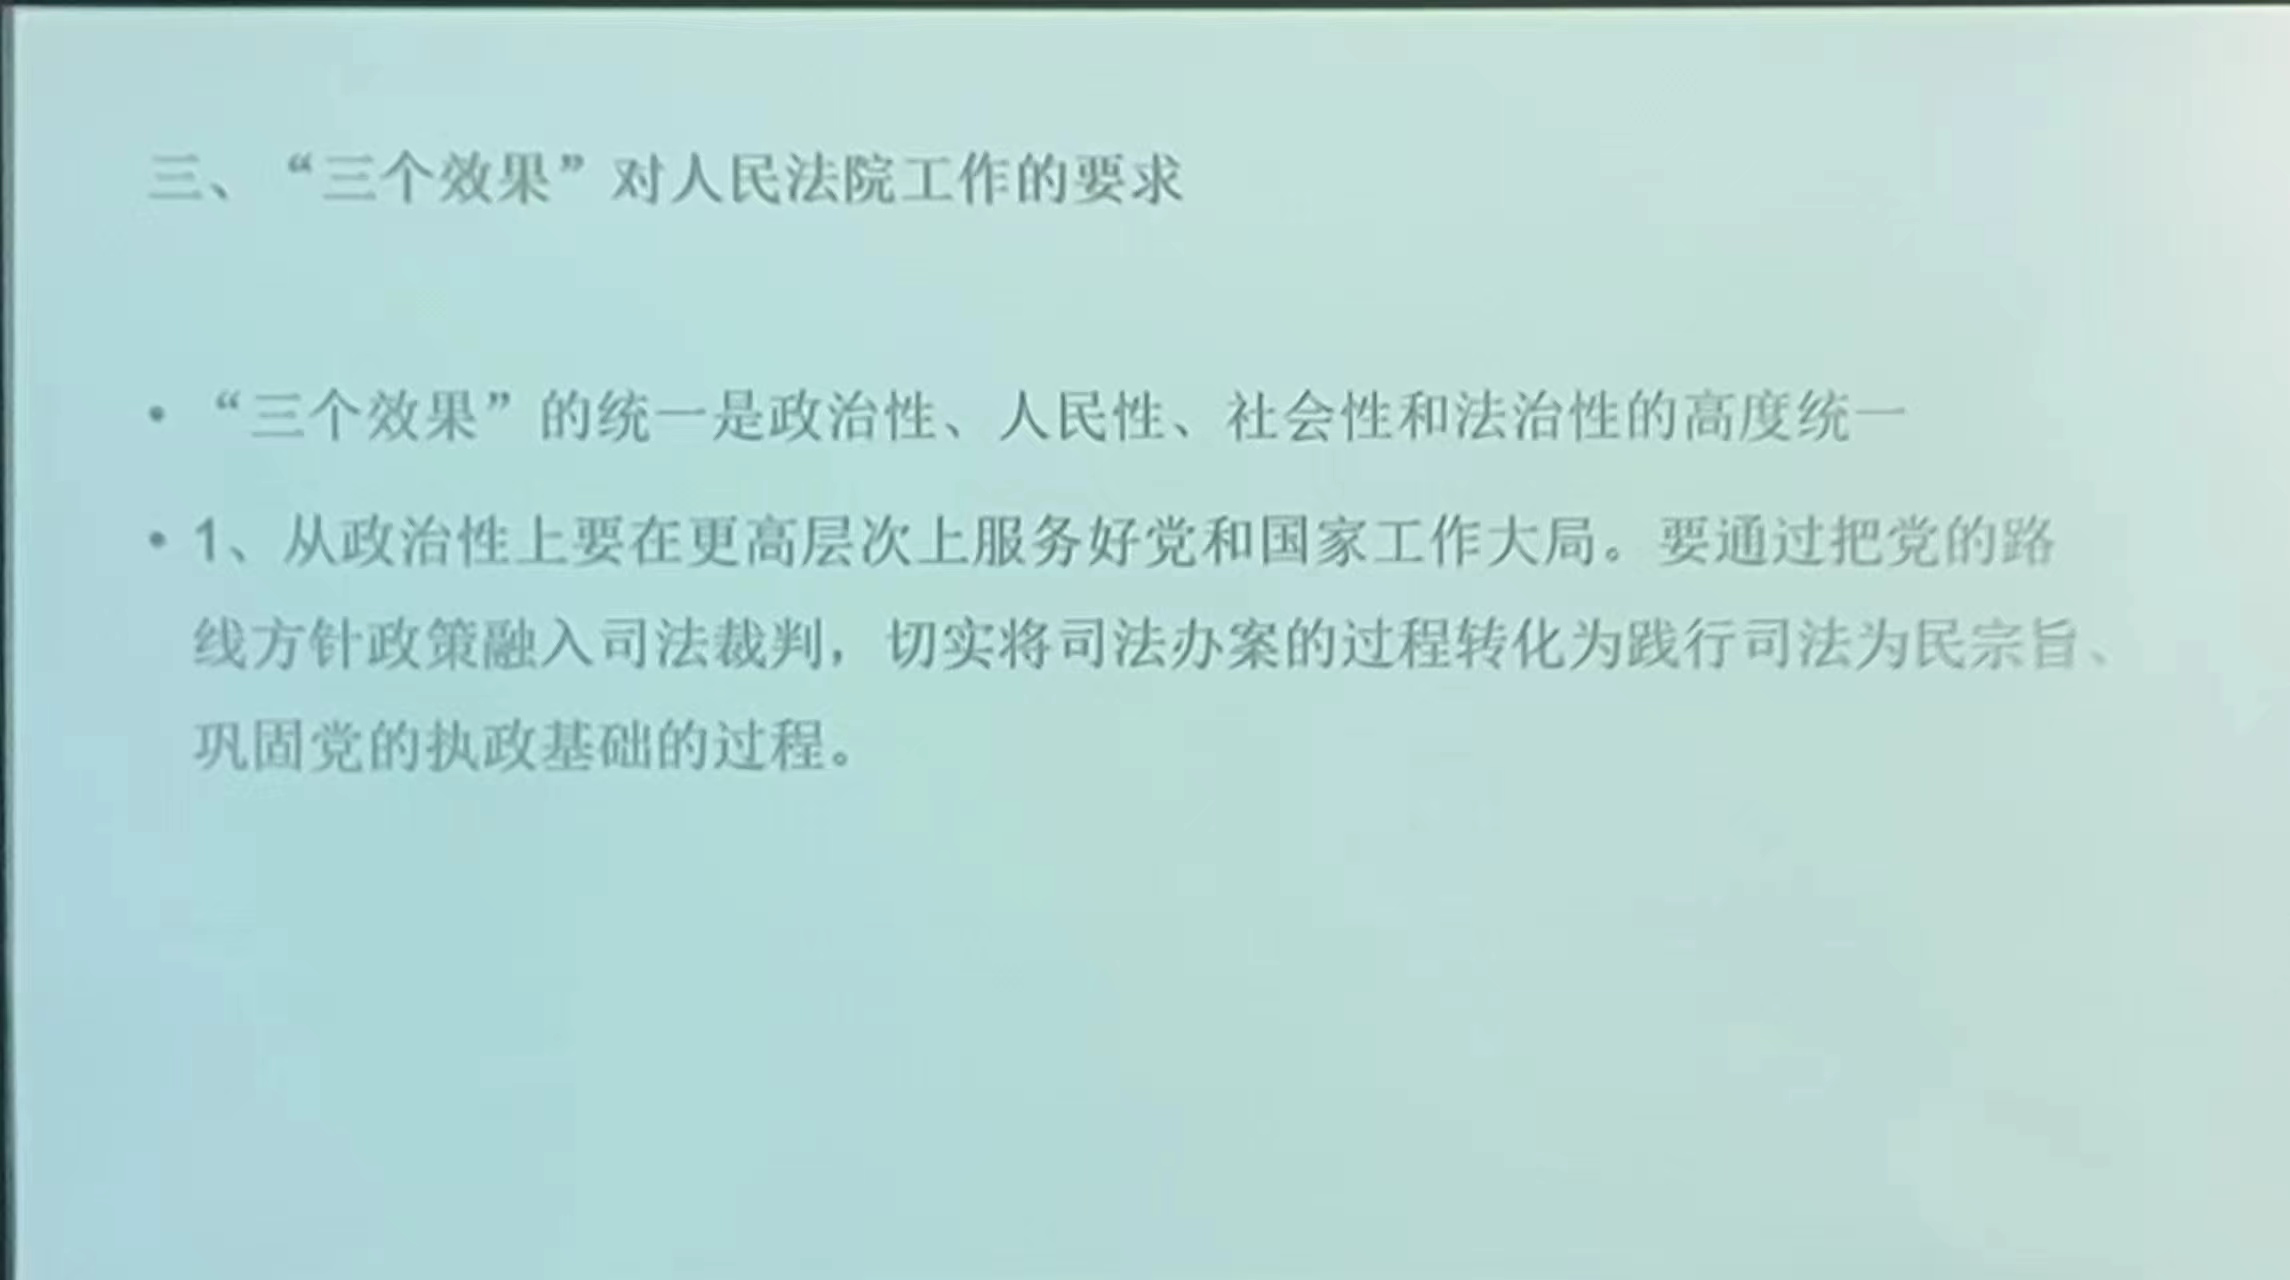 三、“三个效果”对人民法院工作的要求
• “三个效果”的统一是政治性、人民性、社会性和法治性的高度统一
• 1、从政治性上要在更高层次上服务好党和国家工作大局。要通过把党的路
线方针政策融入司法裁判，切实将司法办案的过程转化为践行司法为民宗旨、
巩固党的执政基础的过程。